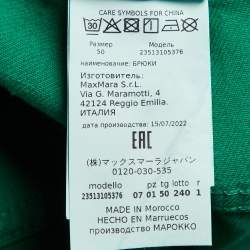 CARE SYMBOLS FOR CHINA
Размер Модель
50 23513105376
наименование: БРЮКИ
Изготовитель:
MaxMara S.r.L.
Via G. Maramotti, 4
42124 Reggio Emilia.
ИТАЛИЯ
дата производства: 15/07/2022
EAC
(株)マックスマーラジャパン
0120-030-535
modello pz tg lotto r
23513105376 07 01 50 240 1
MADE IN Morocco
HECHO EN Marruecos
производство МАРОККО